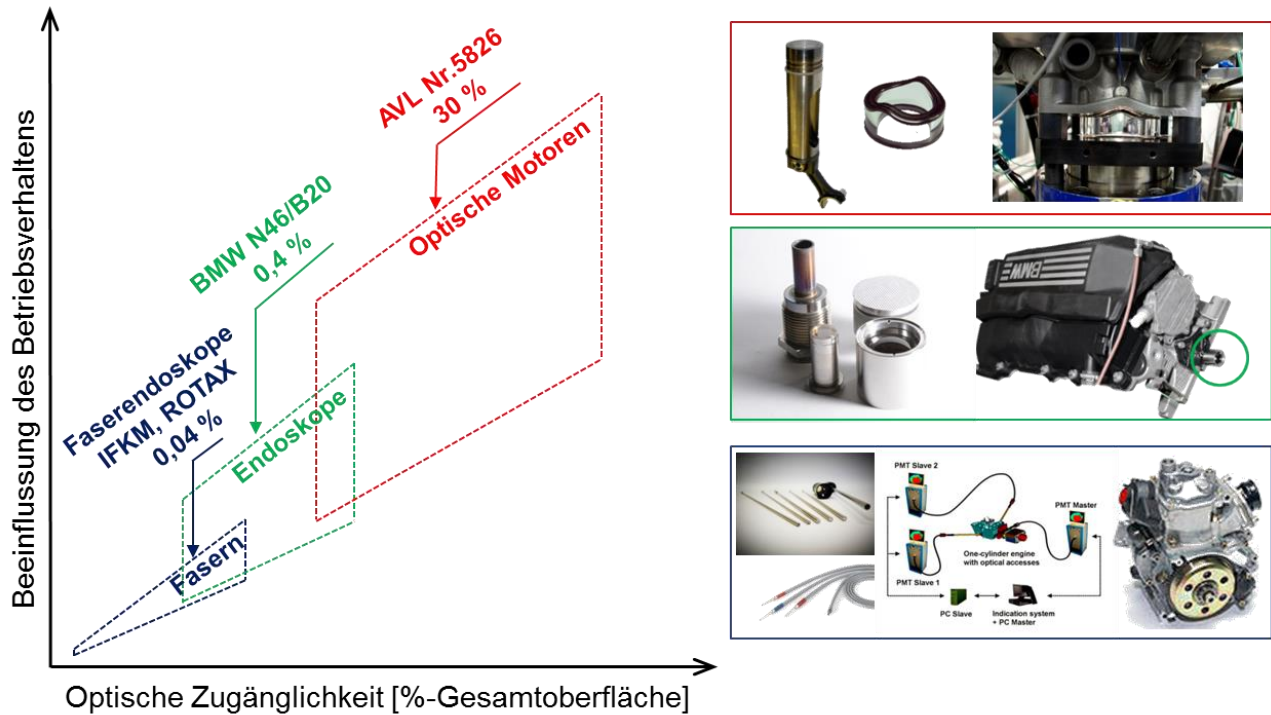 Beeinflussung des Betriebsverhaltens
AVL Nr.5826
30 %
Optische Motoren
BMW N46/B20
0,4 %
Endoskope
Faserendoskope
IFKM, ROTAX
0,04 %
Fasern
Optische Zugänglichkeit [%-Gesamtoberfläche]
BMW
PMT Slave 2
PMT Master
PMT Slave 1
One-cylinder engine
with optical accesses
PC Slave
Indication system
+ PC Master